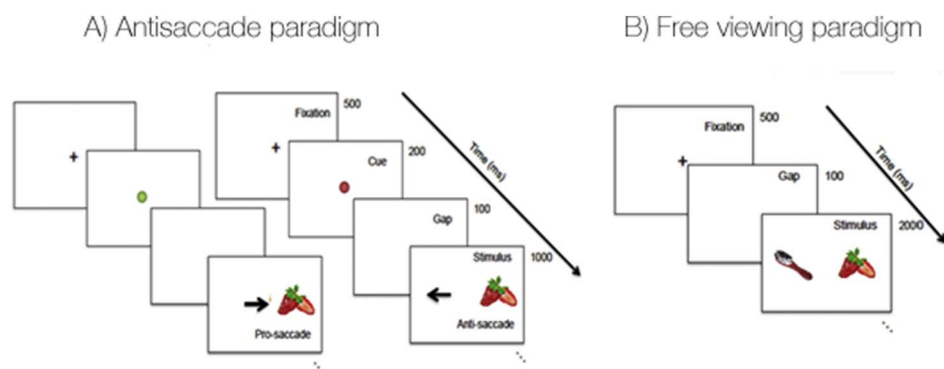 A) Antisaccade paradigm
Fixation
500
Cue
200
Gap
100
Stimulus
1000
Time (ms)
Pro-saccade
Anti-saccade
B) Free viewing paradigm
Fixation
500
Gap
100
Stimulus
2000
Time (ms)